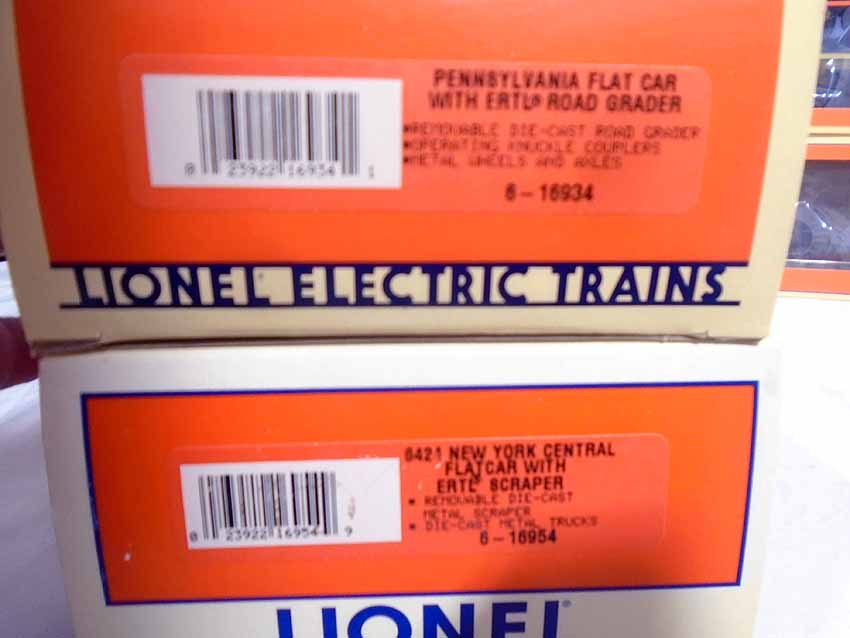 PENNSYLVANIA FLAT CAR
WITH ERTL® ROAD GRADER
•REMOVABLE DIE-CAST ROAD GRADER
•OPERATING KNUCKLE COUPLERS
•METAL WHEELS AND AXLES
0 23922 16934 1
6-16934
LIONEL ELECTRIC TRAINS
6421 NEW YORK CENTRAL
FLATCAR WITH
ERTL® SCRAPER
• REMOVABLE DIE-CAST
METAL SCRAPER
• DIE-CAST METAL TRUCKS
0 23922 16954 9
6-16954
LIONEL®